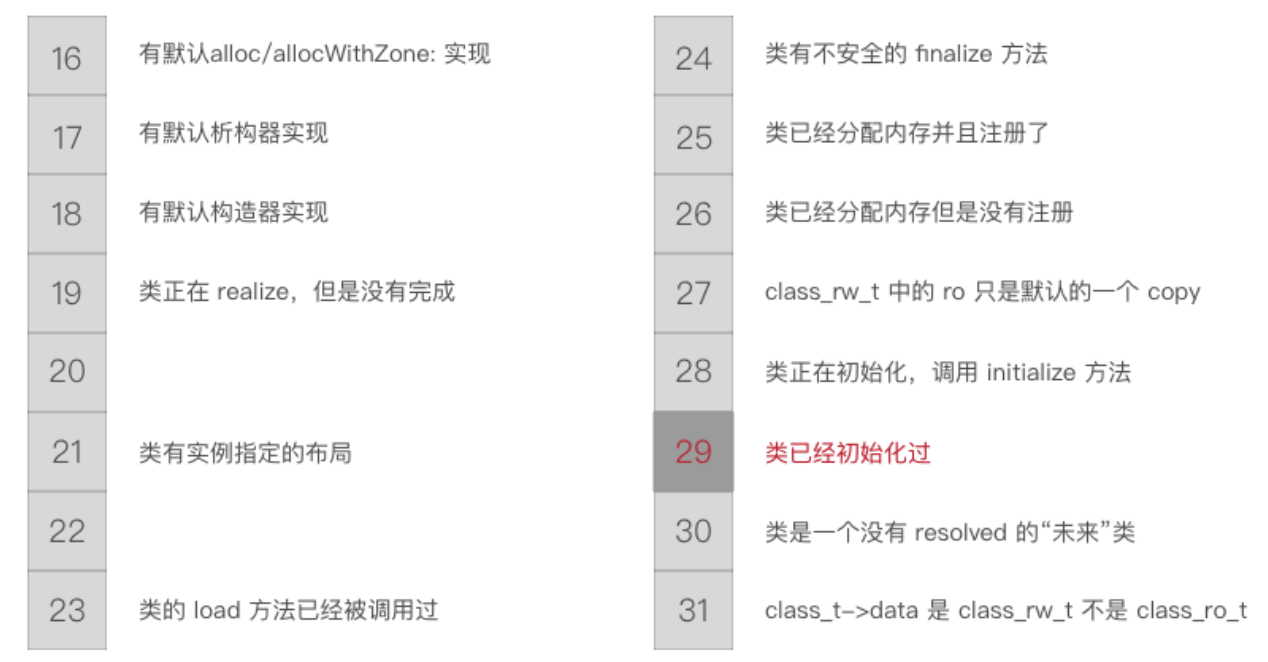 16 有默认alloc/allocWithZone: 实现
17 有默认析构器实现
18 有默认构造器实现
19 类正在 realize，但是没有完成
20
21 类有实例指定的布局
22
23 类的 load 方法已经被调用过
24 类有不安全的 finalize 方法
25 类已经分配内存并且注册了
26 类已经分配内存但是没有注册
27 class_rw_t 中的 ro 只是默认的一个 copy
28 类正在初始化，调用 initialize 方法
29 类已经初始化过
30 类是一个没有 resolved 的“未来”类
31 class_t->data 是 class_rw_t 不是 class_ro_t